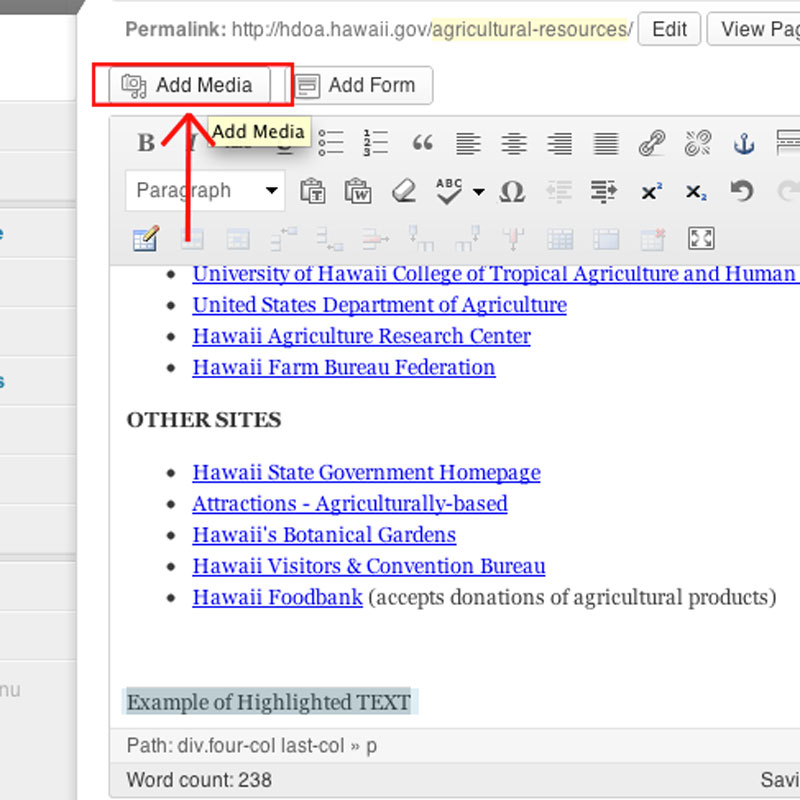 Permalink: http://hdoa.hawaii.gov/agricultural-resources/ Edit View Pag
Add Media Add Form
Add Media
B
Paragraph ABC
University of Hawaii College of Tropical Agriculture and Human
United States Department of Agriculture
Hawaii Agriculture Research Center
Hawaii Farm Bureau Federation
OTHER SITES
Hawaii State Government Homepage
Attractions - Agriculturally-based
Hawaii's Botanical Gardens
Hawaii Visitors & Convention Bureau
Hawaii Foodbank (accepts donations of agricultural products)
nu
Example of Highlighted TEXT
Path: div.four-col last-col » p
Word count: 238 Savi